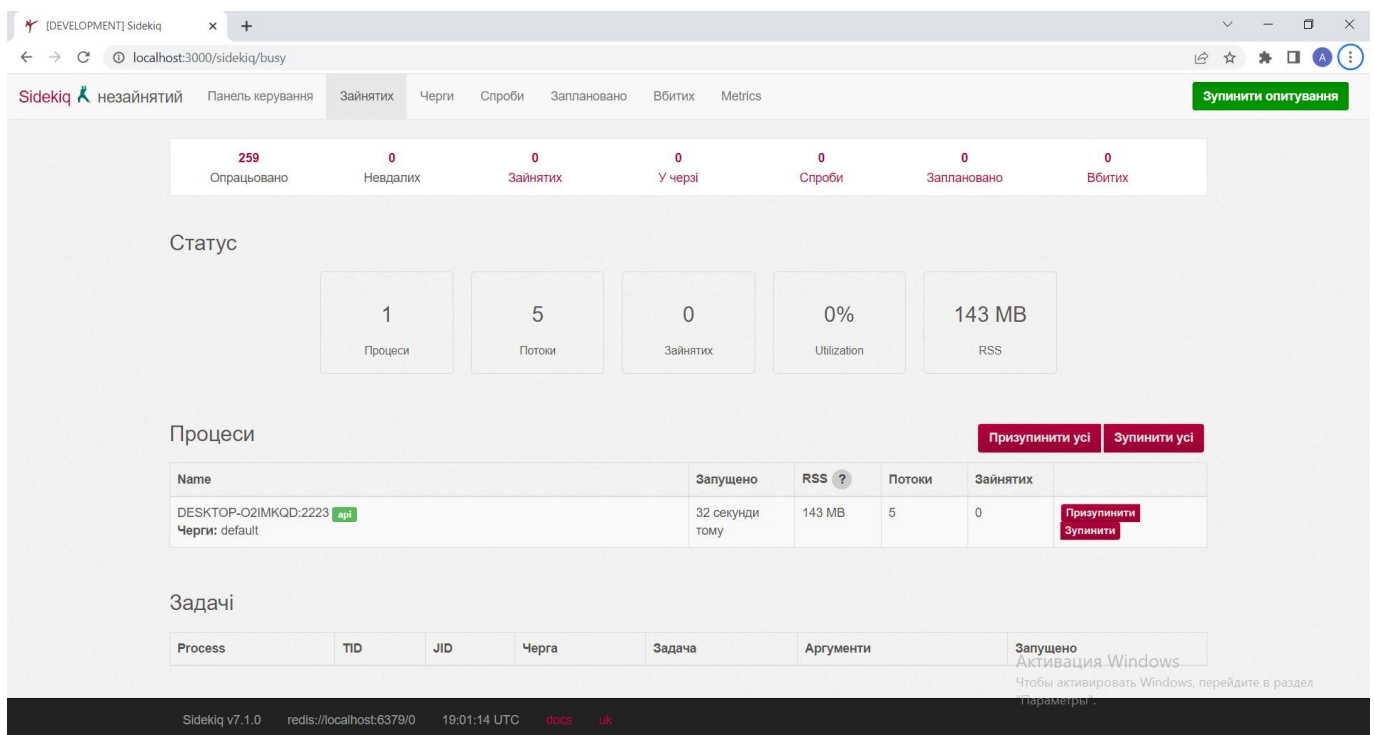 [DEVELOPMENT] Sidekiq
localhost:3000/sidekiq/busy
A
Sidekiq незайнятий Панель керування Зайнятих Черги Спроби Заплановано Вбитих Metrics Зупинити опитування
259 0 0 0 0 0 0
Опрацьовано Невдалих Зайнятих У черзі Спроби Заплановано Вбитих
Статус
1 5 0 0% 143 MB
Процеси Потоки Зайнятих Utilization RSS
Процеси Призупинити усі Зупинити усі
Name Запущено RSS ? Потоки Зайнятих
DESKTOP-O2IMKQD:2223 api 32 секунди 143 MB 5 0 Призупинити
Черги: default тому Зупинити
Задачі
Process TID JID Черга Задача Аргументи Запущено
Активация Windows
Чтобы активировать Windows, перейдите в раздел
"Параметры".
Sidekiq v7.1.0 redis://localhost:6379/0 19:01:14 UTC docs uk